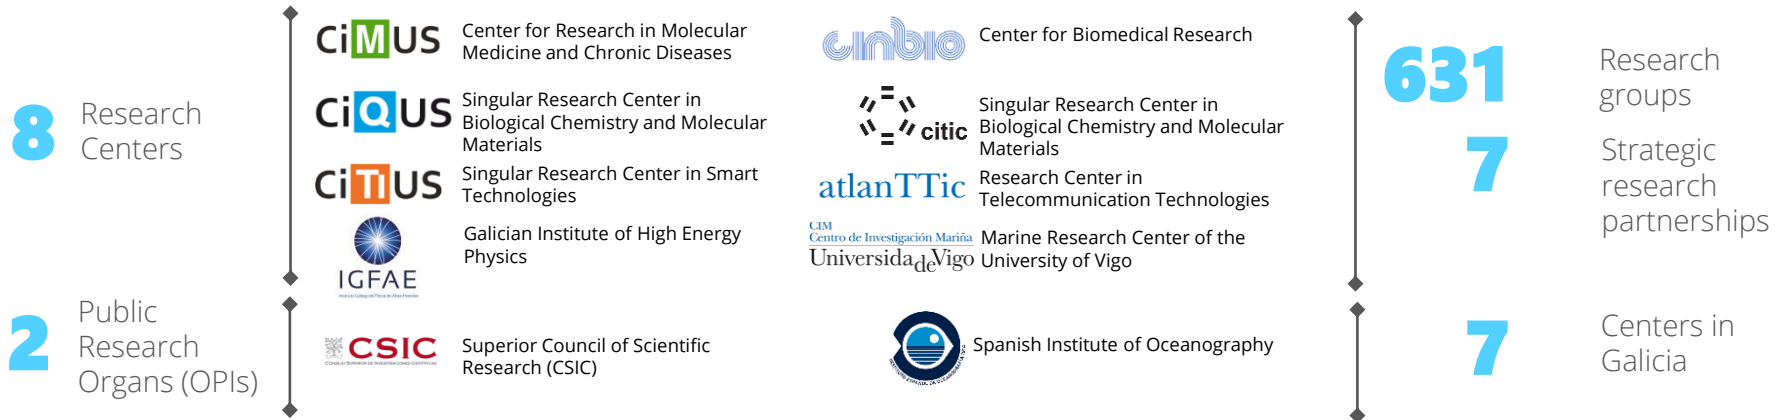 8
Research
Centers
CiMUS
Center for Research in Molecular
Medicine and Chronic Diseases
CiQUS
Singular Research Center in
Biological Chemistry and Molecular
Materials
CiTIUS
Singular Research Center in Smart
Technologies
IGFAE
Galician Institute of High Energy
Physics
cinbio
Center for Biomedical Research
citic
Singular Research Center in
Biological Chemistry and Molecular
Materials
atlanTTic
Research Center in
Telecommunication Technologies
CIM
Centro de Investigación Mariña
UniversidadeVigo
Marine Research Center of the
University of Vigo
631
Research
groups
7
Strategic
research
partnerships
2
Public
Research
Organs (OPIs)
CSIC
CONSEJO SUPERIOR DE INVESTIGACIONES CIENTÍFICAS
Superior Council of Scientific
Research (CSIC)
Spanish Institute of Oceanography
7
Centers in
Galicia